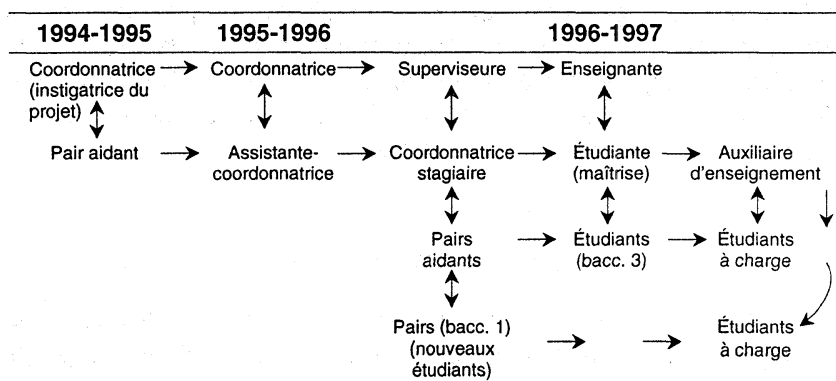 1994-1995 1995-1996 1996-1997
Coordonnatrice Coordonnatrice Superviseure Enseignante
(instigatrice du
projet)
Pair aidant Assistante- Coordonnatrice Étudiante Auxiliaire
coordonnatrice stagiaire (maîtrise) d'enseignement
Pairs Étudiants Étudiants
aidants (bacc. 3) à charge
Pairs (bacc. 1) Étudiants
(nouveaux à charge
étudiants)